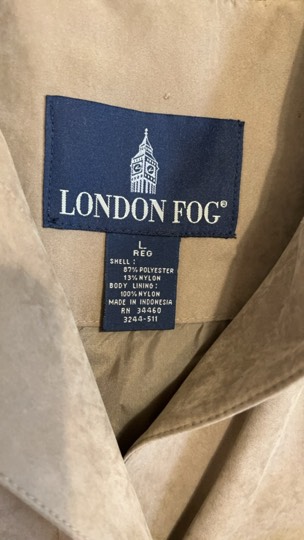 LONDON FOG®
L
REG
SHELL:
87% POLYESTER
13% NYLON
BODY LINING:
100% NYLON
MADE IN INDONESIA
RN 34460
3244-511